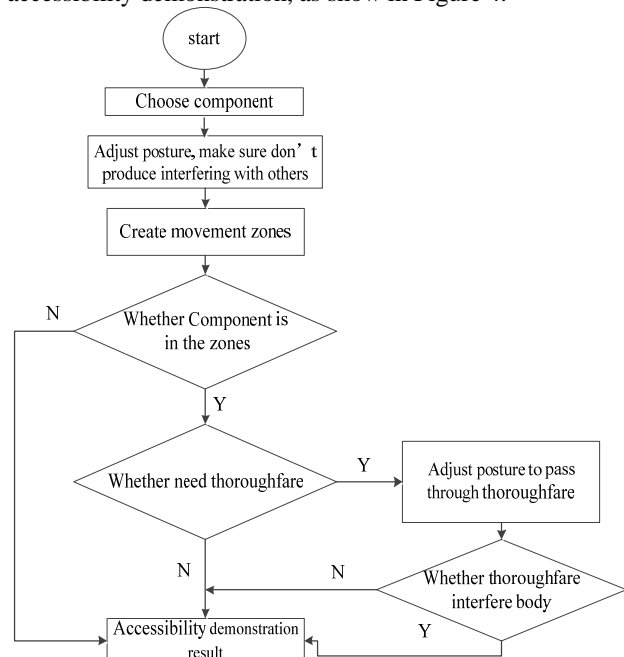 accessibility demonstration, as show in Figure 4.
start
Choose component
Adjust posture, make sure don't
produce interfering with others
Create movement zones
N
Whether Component is
in the zones
Y
Whether need thoroughfare
Y
Adjust posture to pass
through thoroughfare
N
N
Whether thoroughfare
interfere body
Y
Accessibility demonstration
result